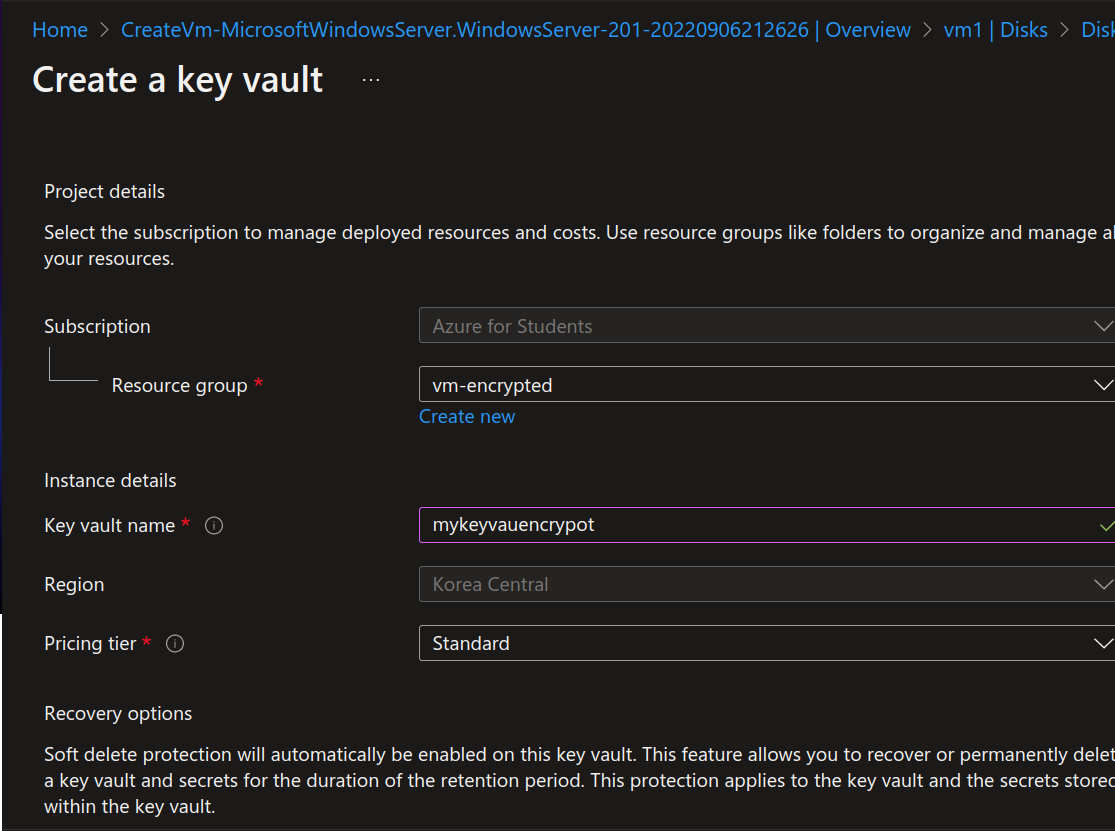 Home > CreateVm-MicrosoftWindowsServer.WindowsServer-201-20220906212626 | Overview > vm1 | Disks >
Create a key vault ...
Project details
Select the subscription to manage deployed resources and costs. Use resource groups like folders to organize and manage
your resources.
Subscription
Azure for Students
Resource group *
vm-encrypted
Create new
Instance details
Key vault name *
mykeyvauencrypot
Region
Korea Central
Pricing tier *
Standard
Recovery options
Soft delete protection will automatically be enabled on this key vault. This feature allows you to recover or permanently delet
a key vault and secrets for the duration of the retention period. This protection applies to the key vault and the secrets stored
within the key vault.